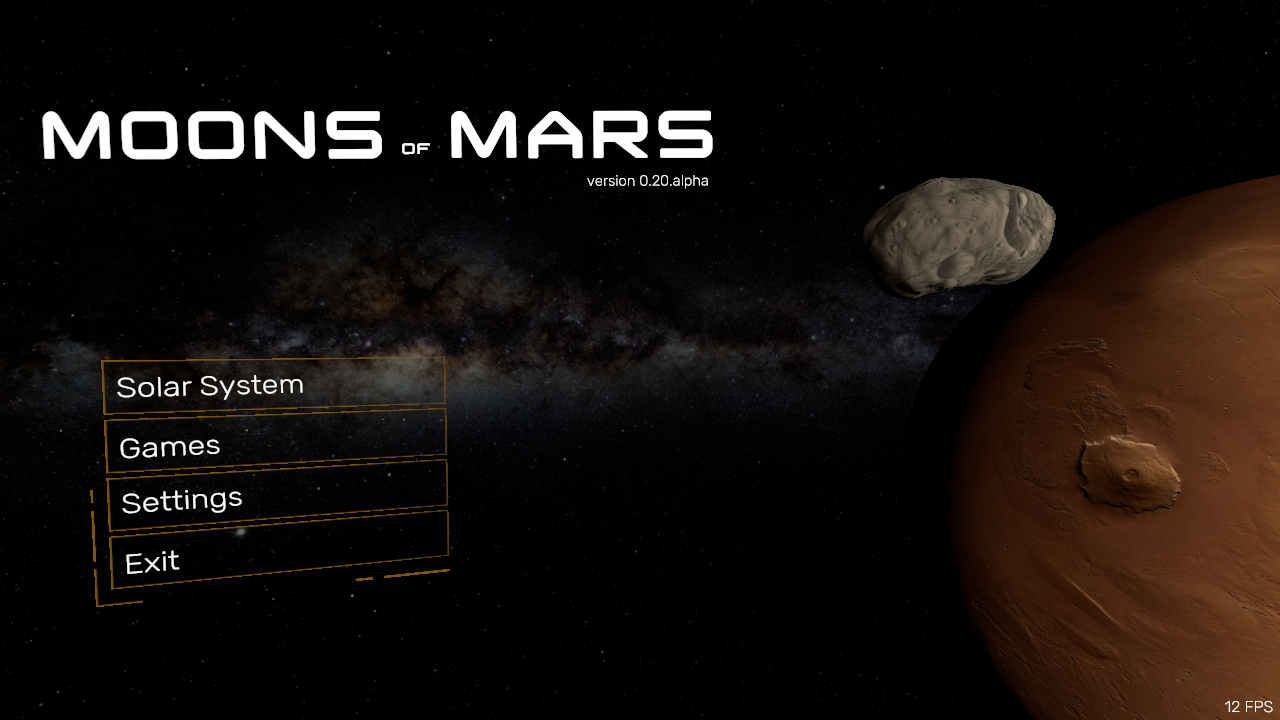 MOONS OF MARS
version 0.20.alpha
Solar System
Games
Settings
Exit
12 FPS